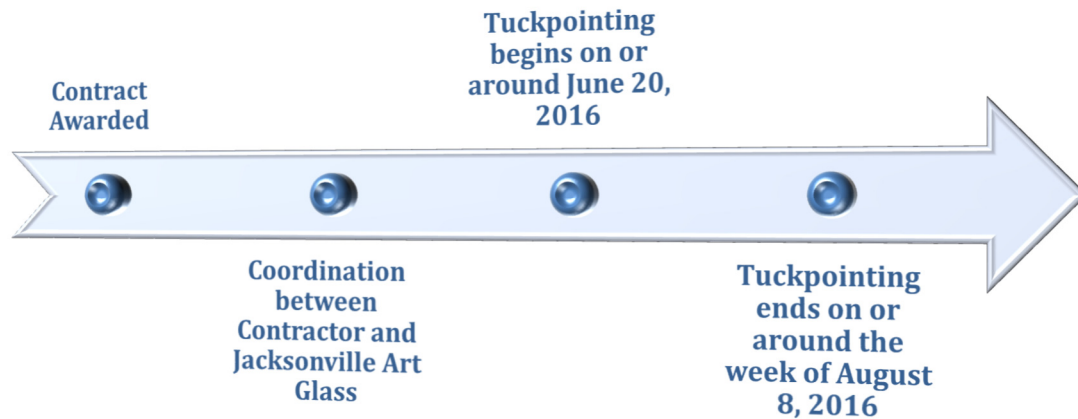 Contract
Awarded
Coordination
between
Contractor and
Jacksonville Art
Glass
Tuckpointing
begins on or
around June 20,
2016
Tuckpointing
ends on or
around the
week of August
8, 2016